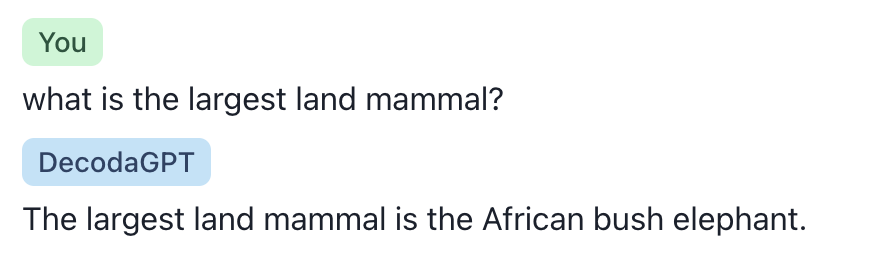 You
what is the largest land mammal?
DecodaGPT
The largest land mammal is the African bush elephant.